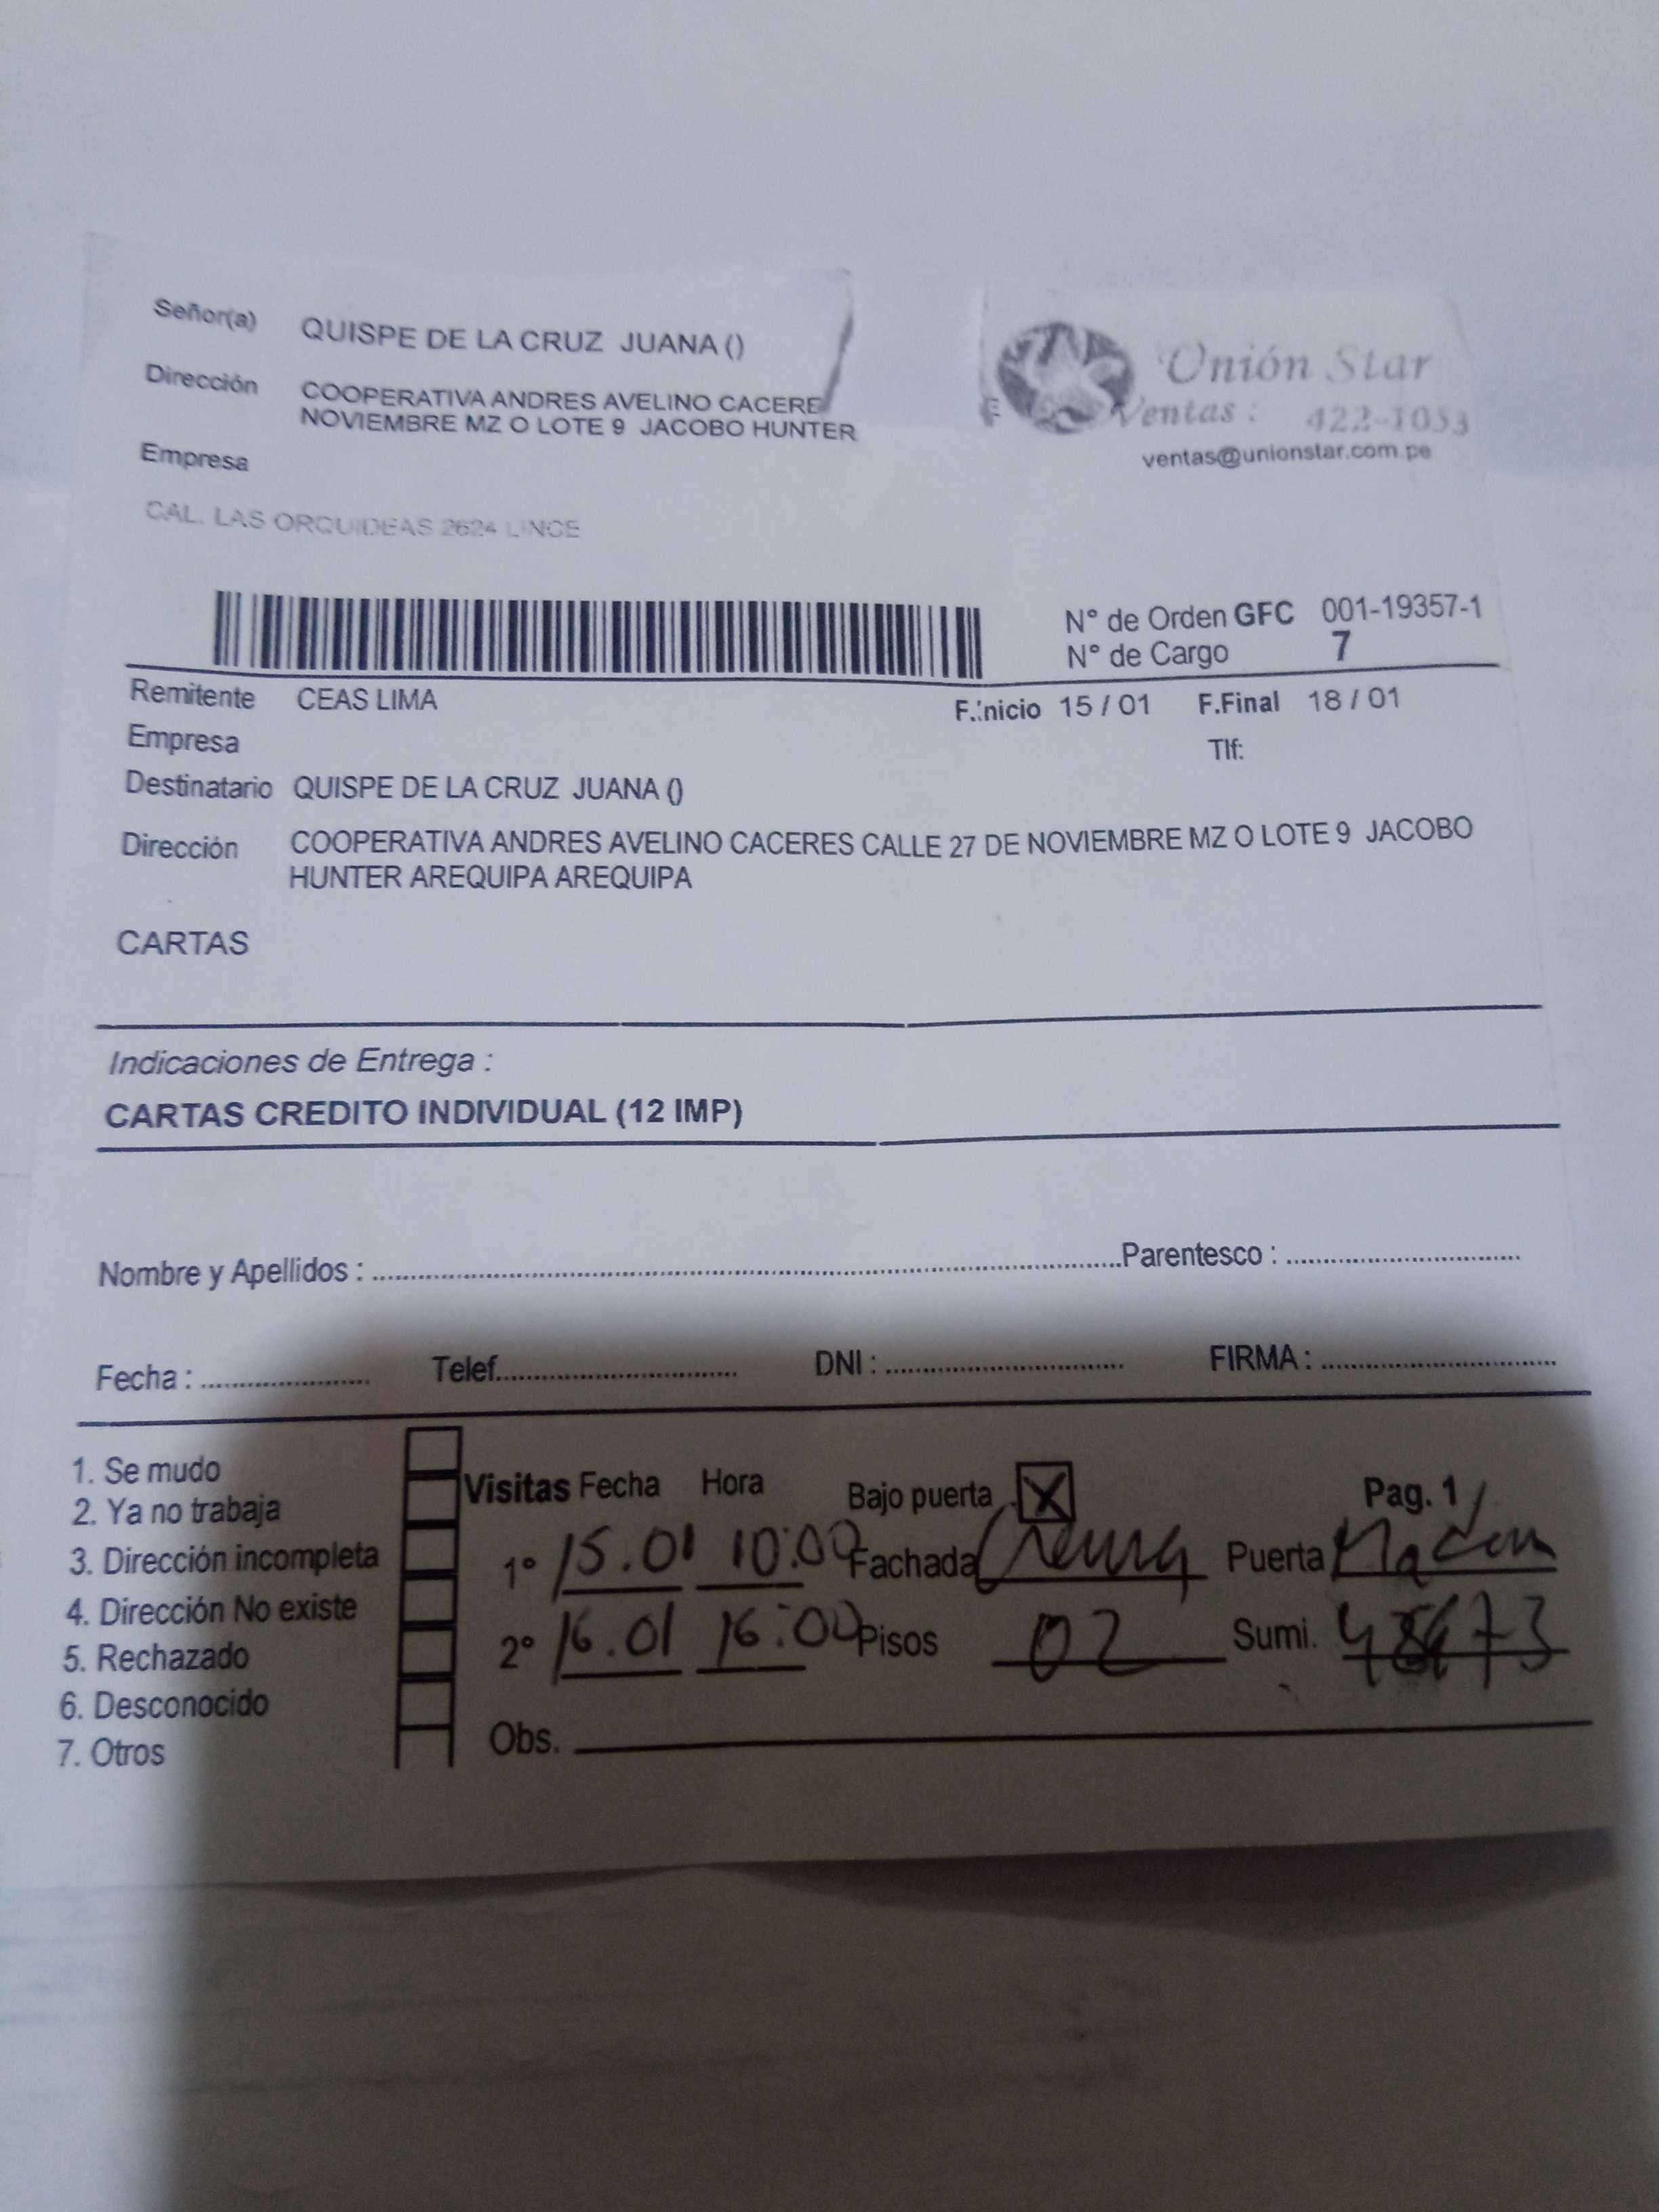 Señor(a) QUISPE DE LA CRUZ JUANA ()
Dirección COOPERATIVA ANDRES AVELINO CACERE
NOVIEMBRE MZ O LOTE 9 JACOBO HUNTER
Empresa
CAL. LAS ORQUIDEAS 2624 LINCE
Unión Star
Ventas : 422-1053
ventas@unionstar.com.pe
N° de Orden GFC 001-19357-1
N° de Cargo 7
Remitente CEAS LIMA F.Inicio 15 / 01 F.Final 18 / 01
Empresa Tlf:
Destinatario QUISPE DE LA CRUZ JUANA ()
Dirección COOPERATIVA ANDRES AVELINO CACERES CALLE 27 DE NOVIEMBRE MZ O LOTE 9 JACOBO
HUNTER AREQUIPA AREQUIPA
CARTAS
Indicaciones de Entrega :
CARTAS CREDITO INDIVIDUAL (12 IMP)
Nombre y Apellidos : Parentesco :
Fecha : Telef. DNI : FIRMA :
1. Se mudo
2. Ya no trabaja
3. Dirección incompleta
4. Dirección No existe
5. Rechazado
6. Desconocido
7. Otros
Visitas Fecha Hora Bajo puerta X Pag. 1
1° 15.01 10:00 Fachada Crema Puerta
2° 16.01 16:00 Pisos 02 Sumi.
Obs.